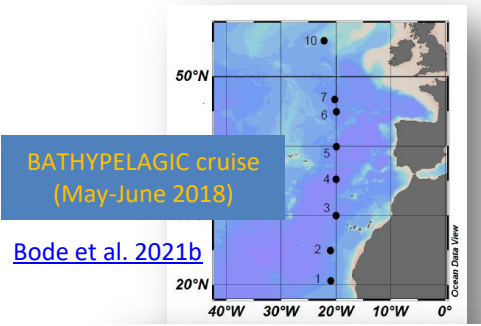 10
50°N
7
6
BATHYPELAGIC cruise
(May-June 2018)
5
4
3
Bode et al. 2021b
2
1
20°N
Ocean Data View
40°W 30°W 20°W 10°W 0°